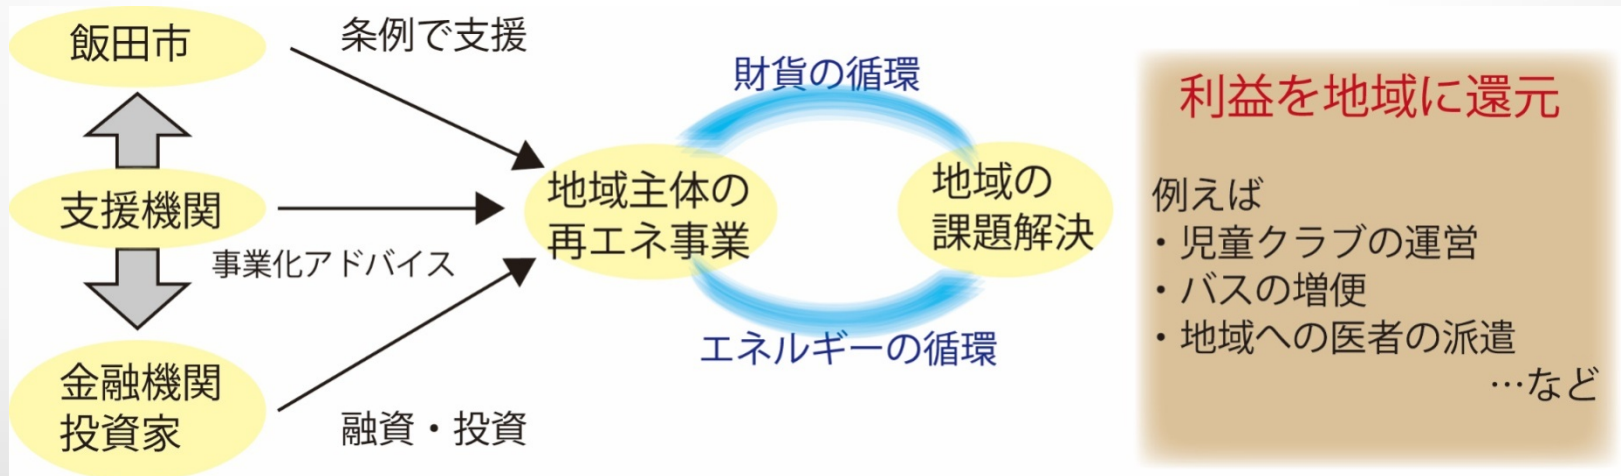 飯田市
条例で支援
支援機関
事業化アドバイス
金融機関
投資家
融資・投資
財貨の循環
地域主体の
再エネ事業
地域の
課題解決
エネルギーの循環
利益を地域に還元
例えば
・児童クラブの運営
・バスの増便
・地域への医者の派遣
…など